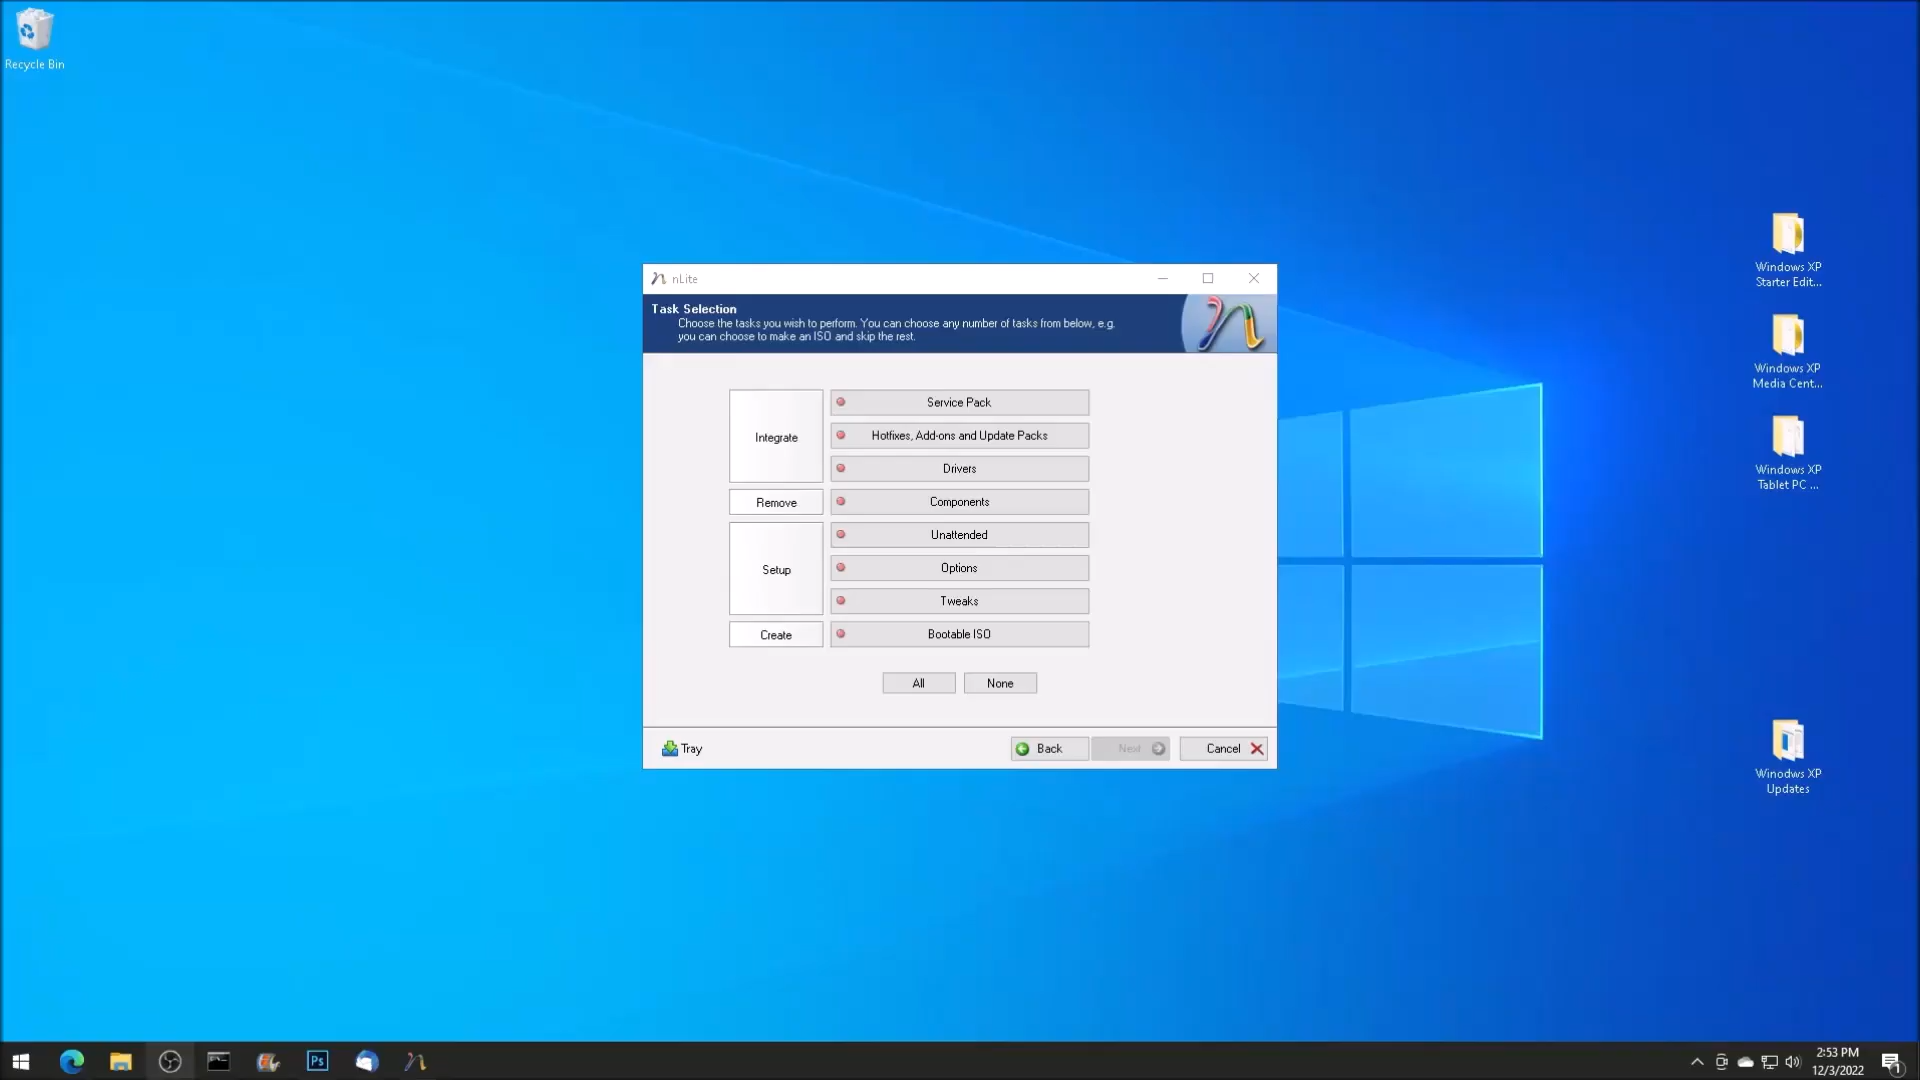 Recycle Bin
nLite
Task Selection
Choose the tasks you wish to perform. You can choose any number of tasks from below, e.g.
you can choose to make an ISO and skip the rest.
Integrate
Service Pack
Hotfixes, Add-ons and Update Packs
Drivers
Remove
Components
Setup
Unattended
Options
Tweaks
Create
Bootable ISO
All
None
Tray
Back
Next
Cancel
Windows XP
Starter Edit...
Windows XP
Media Cent...
Windows XP
Tablet PC ...
Winodws XP
Updates
Ps
2:53 PM
12/3/2022
1